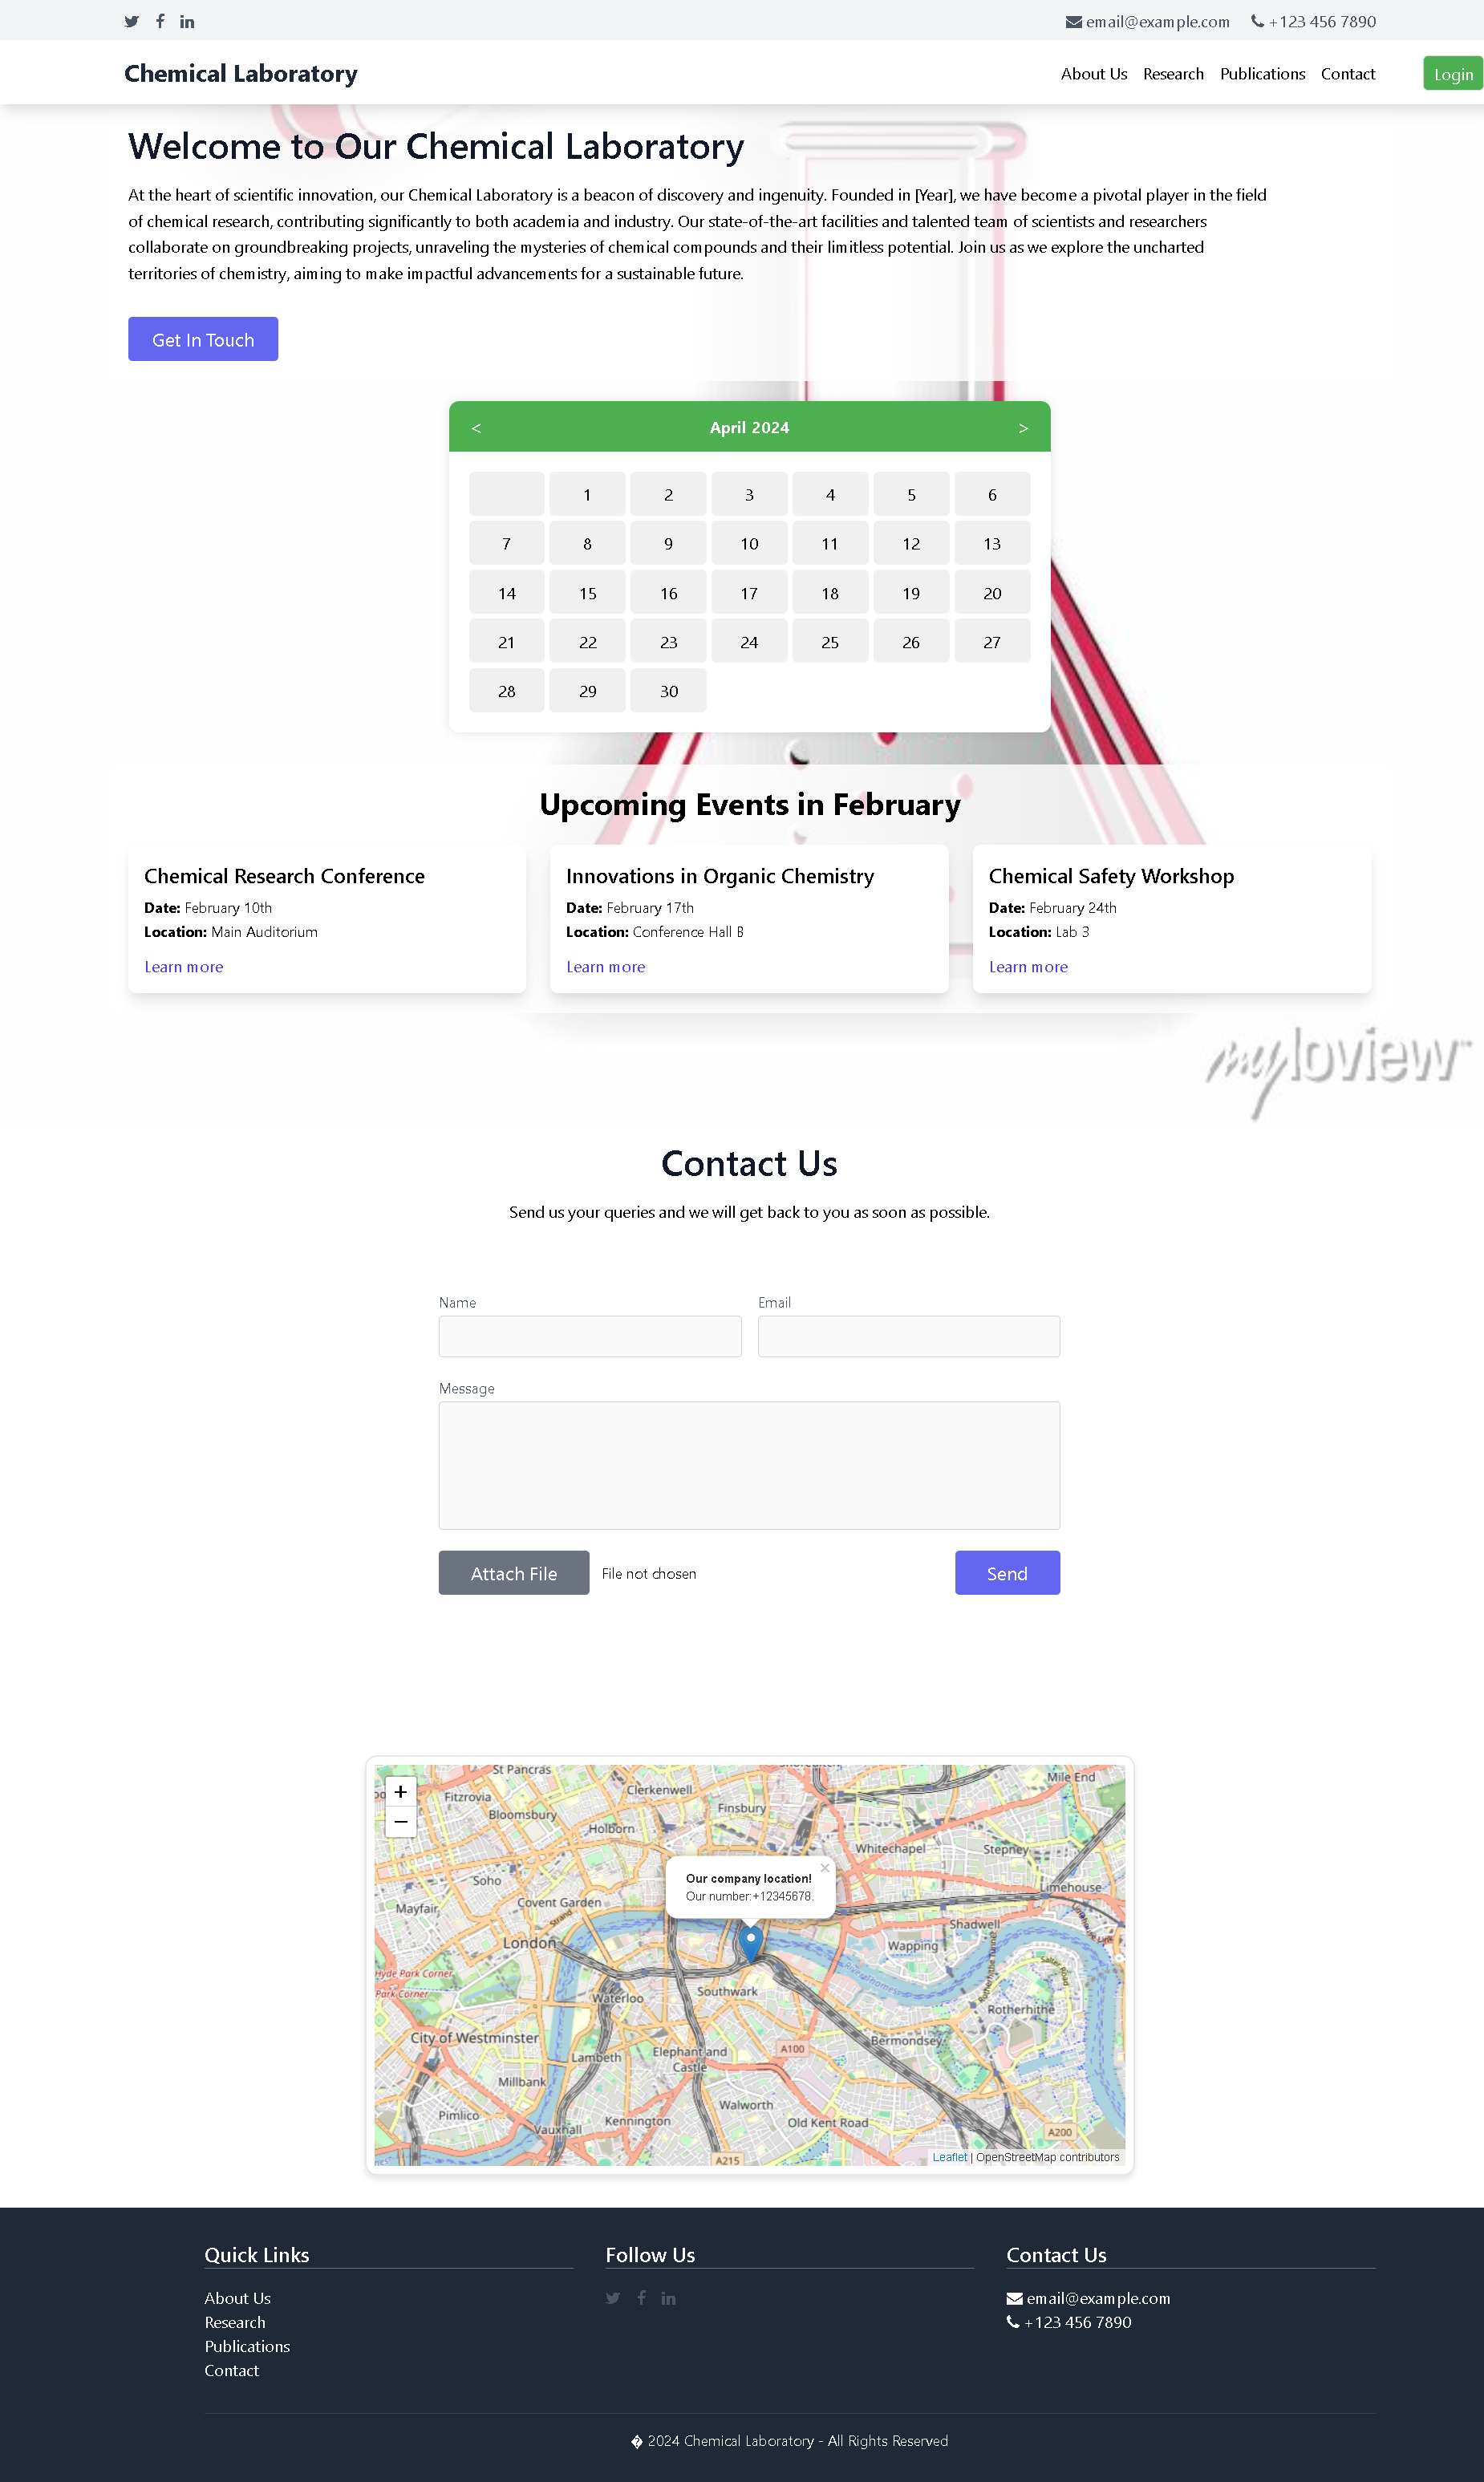 email@example.com +123 456 7890
Chemical Laboratory
About Us Research Publications Contact Login
Welcome to Our Chemical Laboratory
At the heart of scientific innovation, our Chemical Laboratory is a beacon of discovery and ingenuity. Founded in [Year], we have become a pivotal player in the field
of chemical research, contributing significantly to both academia and industry. Our state-of-the-art facilities and talented team of scientists and researchers
collaborate on groundbreaking projects, unraveling the mysteries of chemical compounds and their limitless potential. Join us as we explore the uncharted
territories of chemistry, aiming to make impactful advancements for a sustainable future.
Get In Touch
< April 2024 >
1 2 3 4 5 6
7 8 9 10 11 12 13
14 15 16 17 18 19 20
21 22 23 24 25 26 27
28 29 30
Upcoming Events in February
Chemical Research Conference
Date: February 10th
Location: Main Auditorium
Learn more
Innovations in Organic Chemistry
Date: February 17th
Location: Conference Hall B
Learn more
Chemical Safety Workshop
Date: February 24th
Location: Lab 3
Learn more
myloview™
Contact Us
Send us your queries and we will get back to you as soon as possible.
Name Email
Message
Attach File File not chosen Send
+
−
St Pancras
Mile End
Clerkenwell
Fitzrovia
Finsbury
Bloomsbury
Holborn
Whitechapel
Stepney
Soho
Our company location!
Our number:+12345678.
Limehouse
Covent Garden
Mayfair
Strand
Shadwell
London
Wapping
Hyde Park Corner
Park Corner
Southwark
Waterloo
Rotherhithe
City of Westminster
Bermondsey
Elephant and
Castle
A100
Lambeth
Millbank
Walworth
Pimlico
Kennington
Old Kent Road
Vauxhall
A200
A215
Leaflet | OpenStreetMap contributors
Quick Links
About Us
Research
Publications
Contact
Follow Us
Contact Us
email@example.com
+123 456 7890
� 2024 Chemical Laboratory - All Rights Reserved